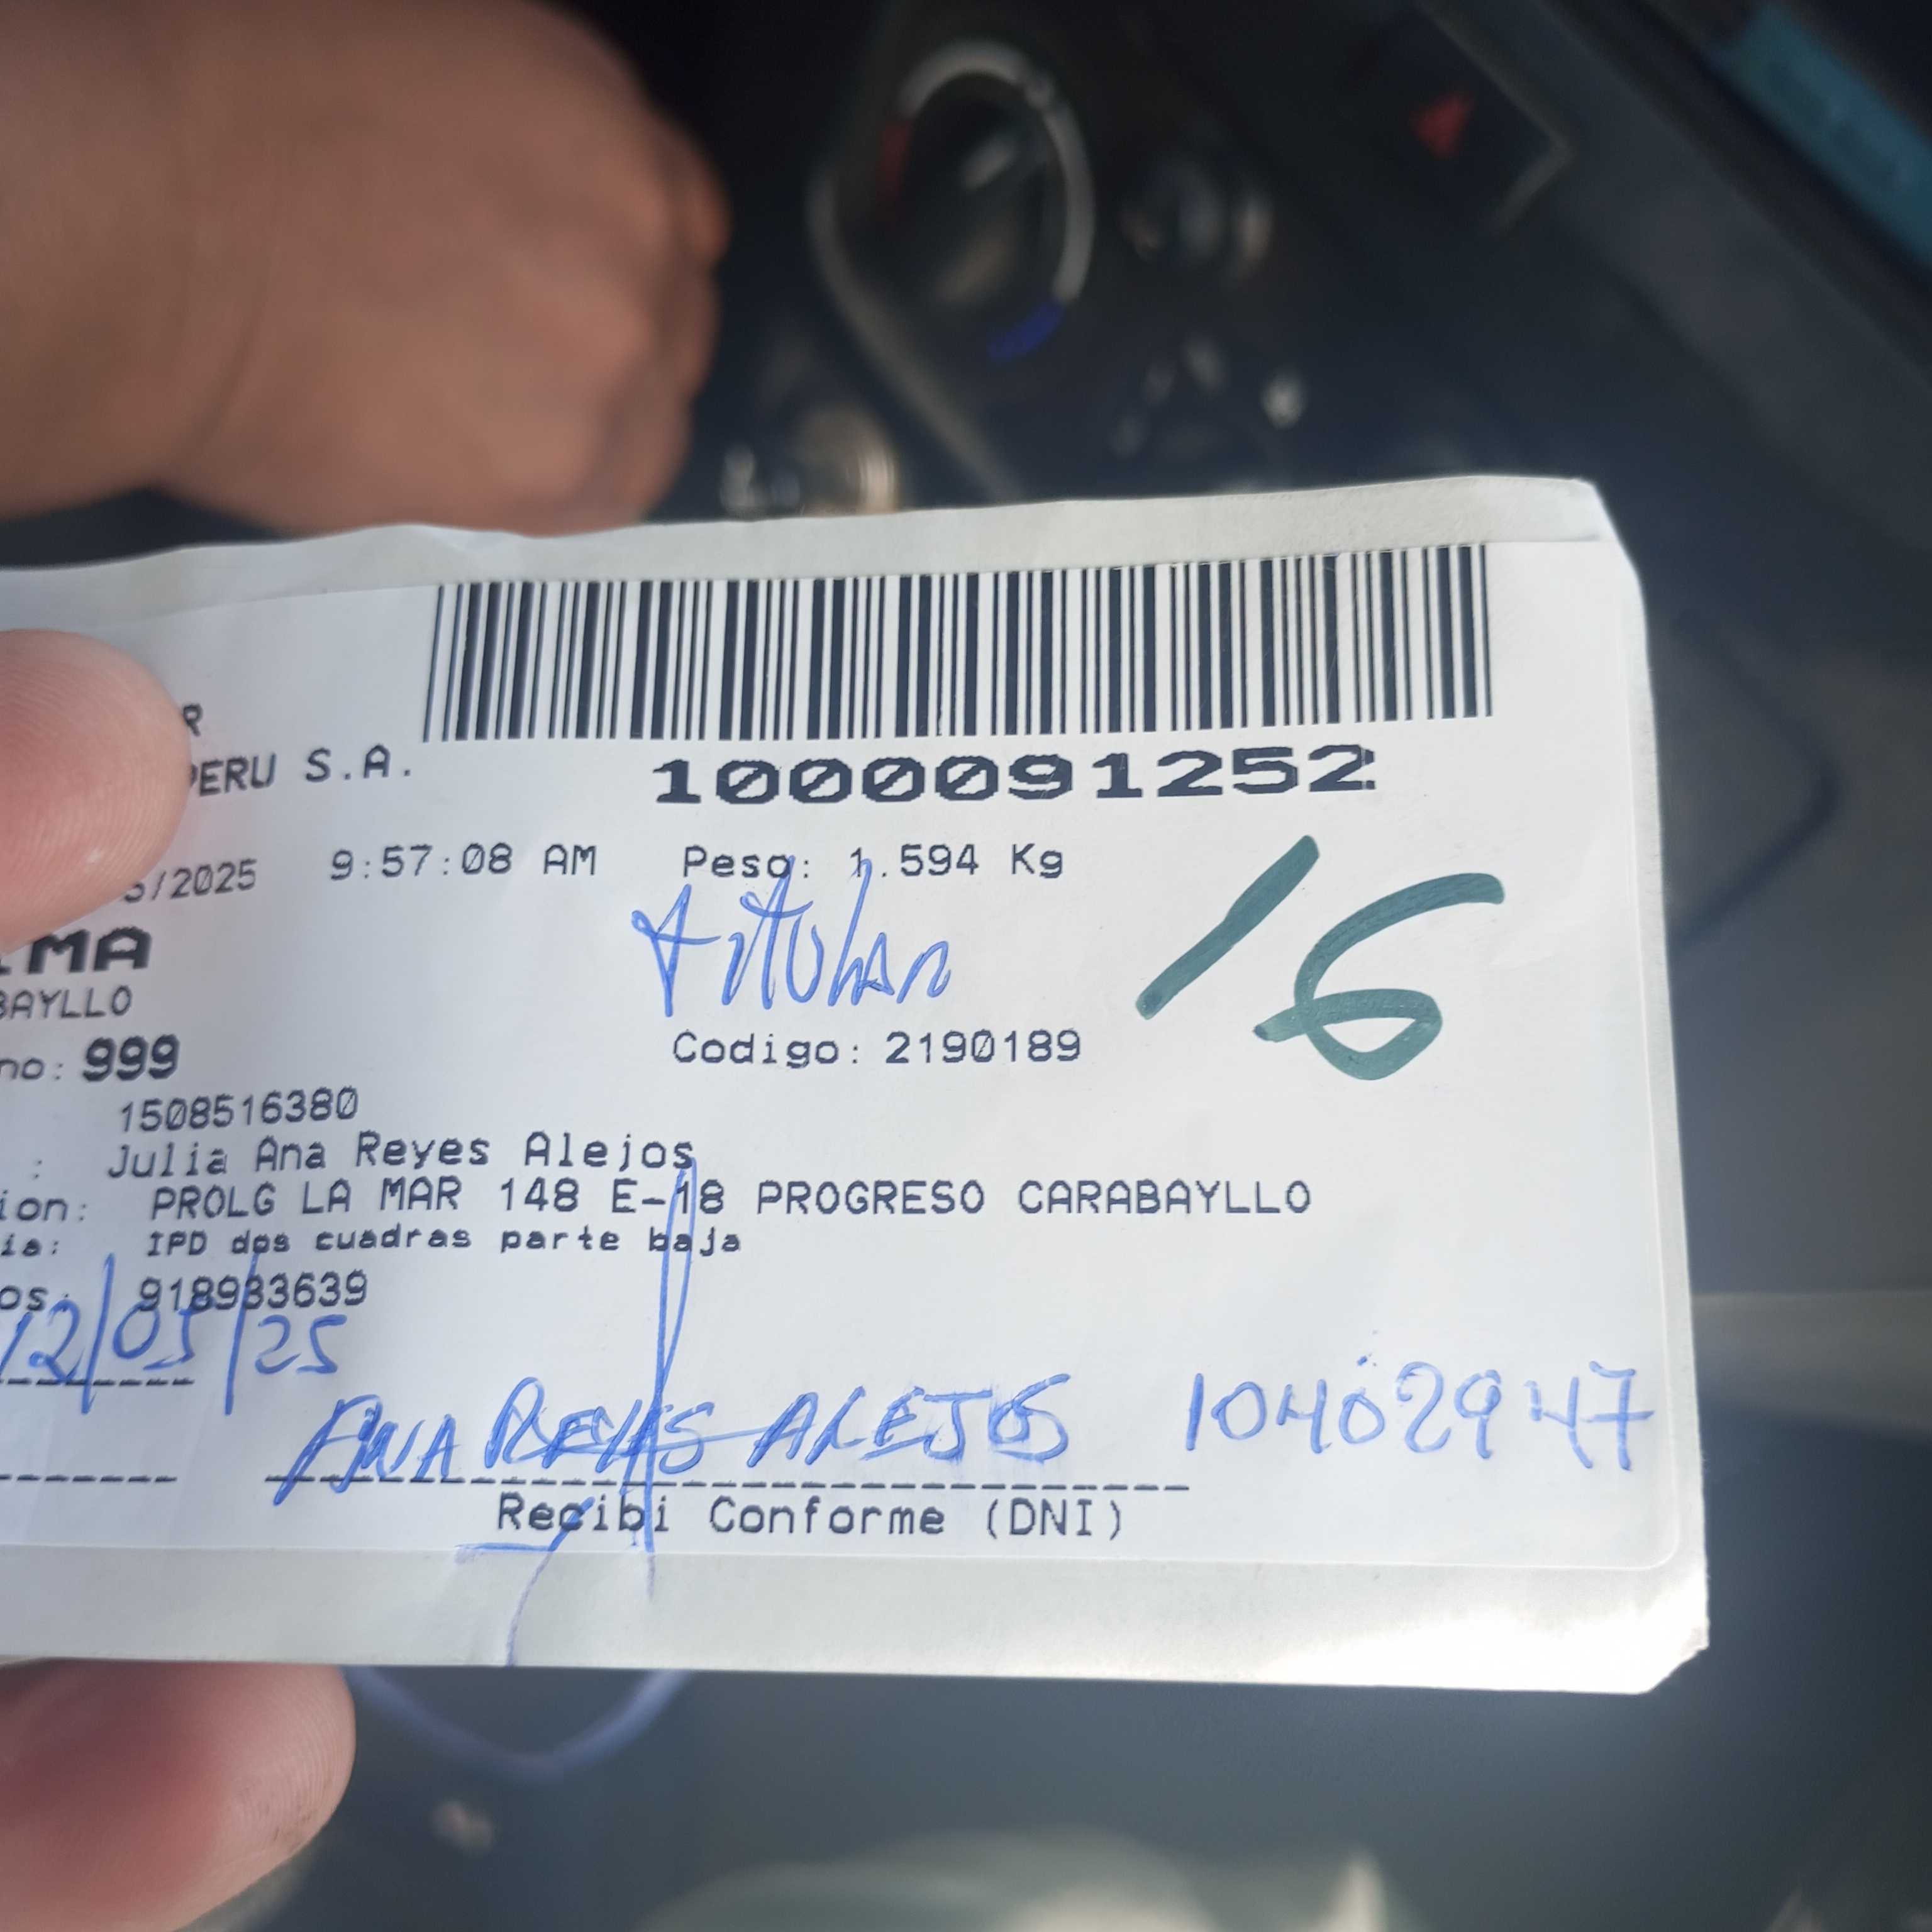 R
PERU S.A.
1000091252
5/2025 9:57:08 AM Peso: 1.594 Kg
titular
16
IMA
BAYLLO
no: 999
Codigo: 2190189
1508516380
: Julia Ana Reyes Alejos
ion: PROLG LA MAR 148 E-18 PROGRESO CARABAYLLO
ia: IPD dos cuadras parte baja
os: 918933639
12/05/25
ANA REYES ALEJOS 10402947
Recibi Conforme (DNI)